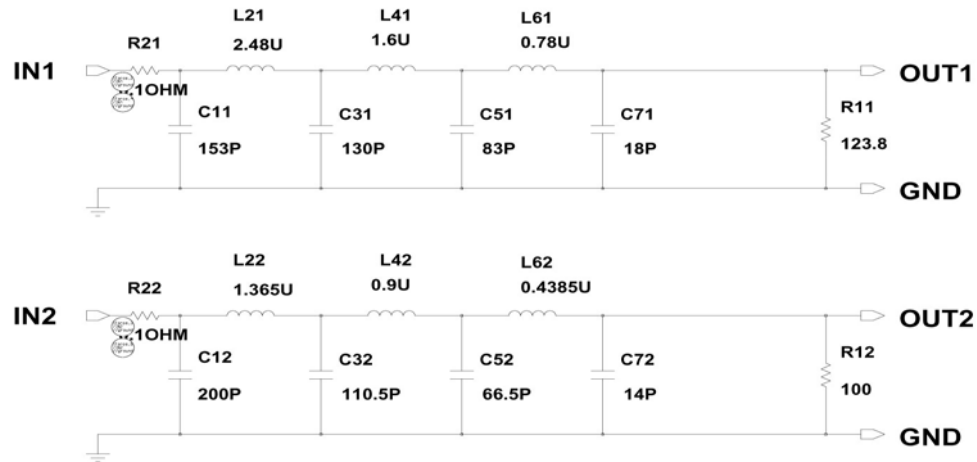 L21 L41 L61
R21 2.48U 1.6U 0.78U
IN1 OUT1
.1OHM
C11 C31 C51 C71 R11
153P 130P 83P 18P 123.8
GND
L22 L42 L62
R22 1.365U 0.9U 0.4385U
IN2 OUT2
.1OHM
C12 C32 C52 C72 R12
200P 110.5P 66.5P 14P 100
GND